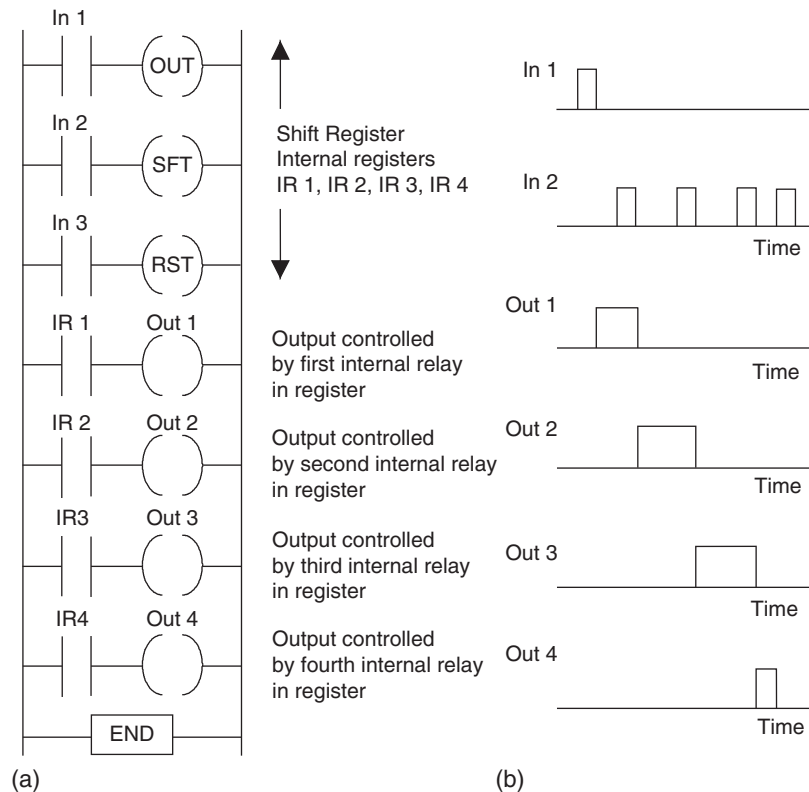 In 1
OUT
In 2
SFT
In 3
RST
Shift Register
Internal registers
IR 1, IR 2, IR 3, IR 4
IR 1 Out 1
Output controlled
by first internal relay
in register
IR 2 Out 2
Output controlled
by second internal relay
in register
IR3 Out 3
Output controlled
by third internal relay
in register
IR4 Out 4
Output controlled
by fourth internal relay
in register
END
(a)
In 1
In 2
Time
Out 1
Time
Out 2
Time
Out 3
Time
Out 4
Time
(b)